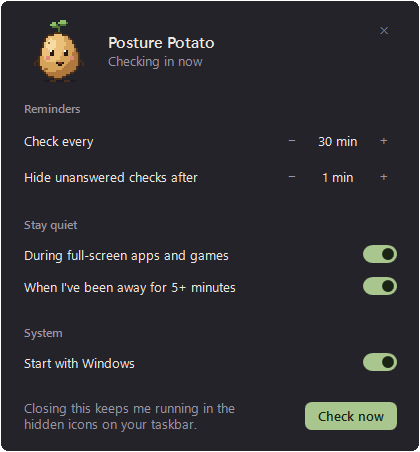 Posture Potato
Checking in now
Reminders
Check every − 30 min +
Hide unanswered checks after − 1 min +
Stay quiet
During full-screen apps and games
When I've been away for 5+ minutes
System
Start with Windows
Closing this keeps me running in the
hidden icons on your taskbar.
Check now